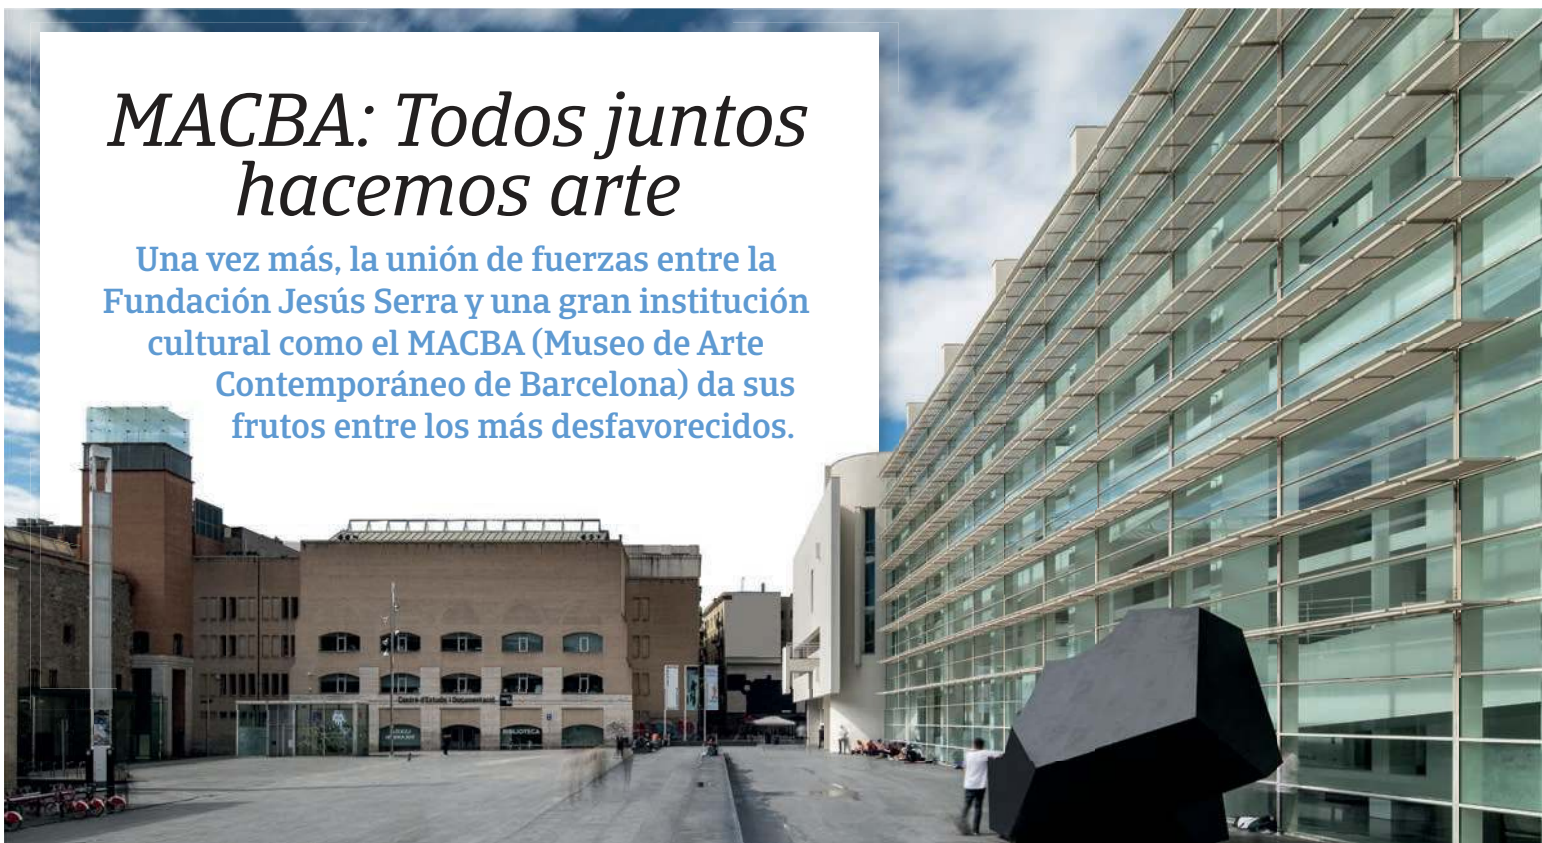 MACBA: Todos juntos
hacemos arte
Una vez más, la unión de fuerzas entre la
Fundación Jesús Serra y una gran institución
cultural como el MACBA (Museo de Arte
Contemporáneo de Barcelona) da sus
frutos entre los más desfavorecidos.
Centre d'Estudis i Documentació
BIBLIOTECA